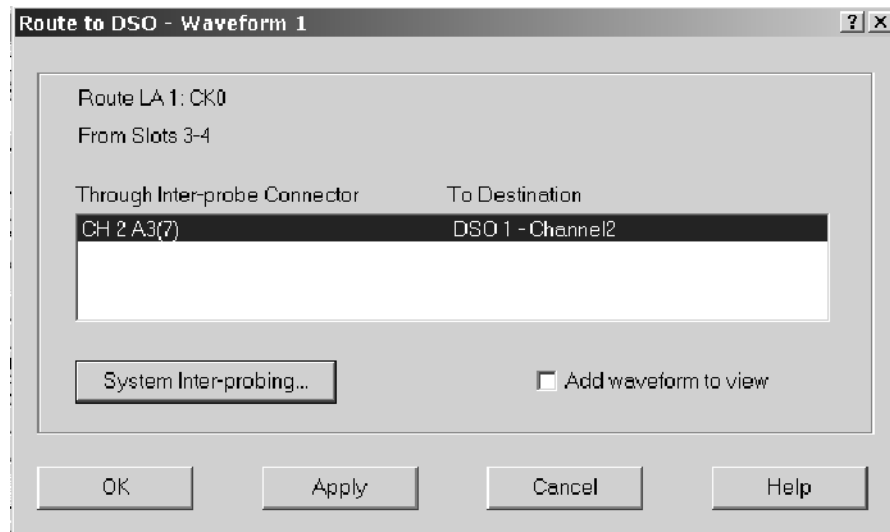 Route to DSO - Waveform 1
Route LA 1: CK0
From Slots 3-4
Through Inter-probe Connector To Destination
CH 2 A3(7) DSO 1 - Channel2
System Inter-probing... Add waveform to view
OK Apply Cancel Help